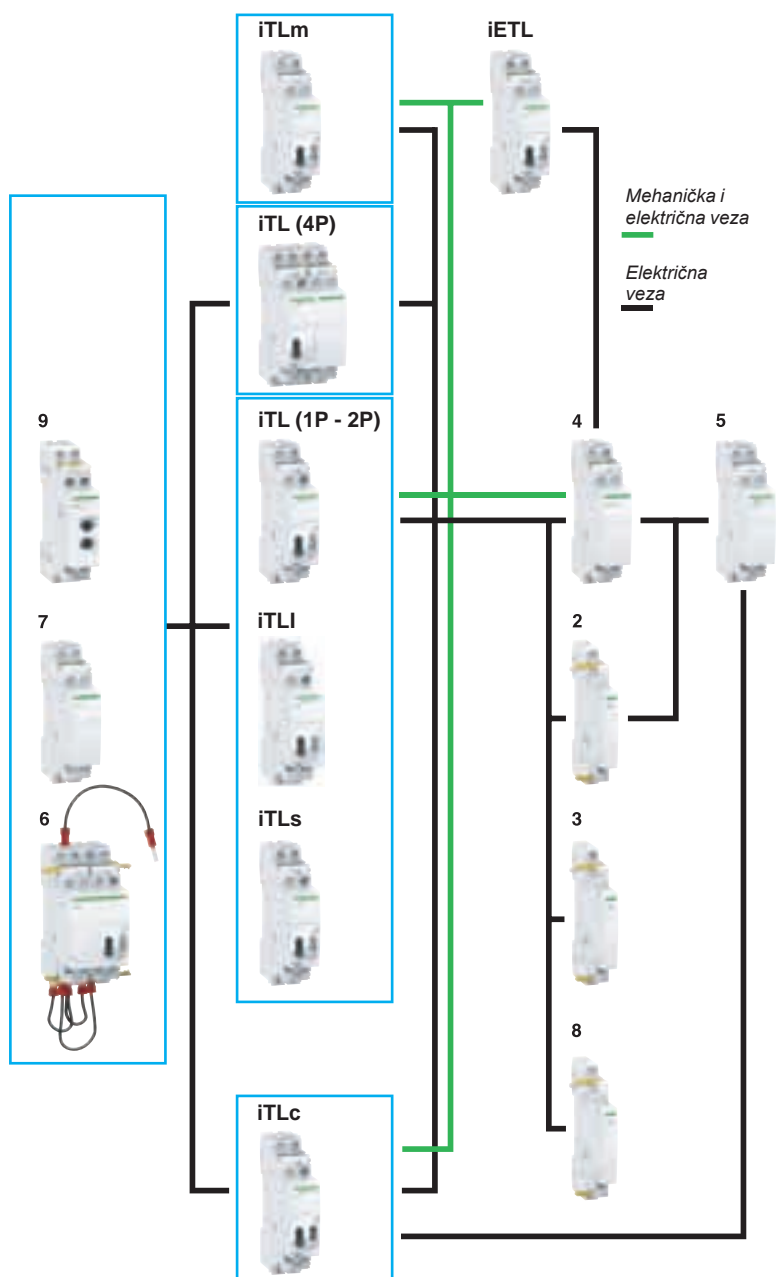 iTLm
iETL
Mehanička i
električna veza
iTL (4P)
Električna
veza
9
iTL (1P - 2P)
4
5
7
iTLI
2
6
iTLs
3
8
iTLc